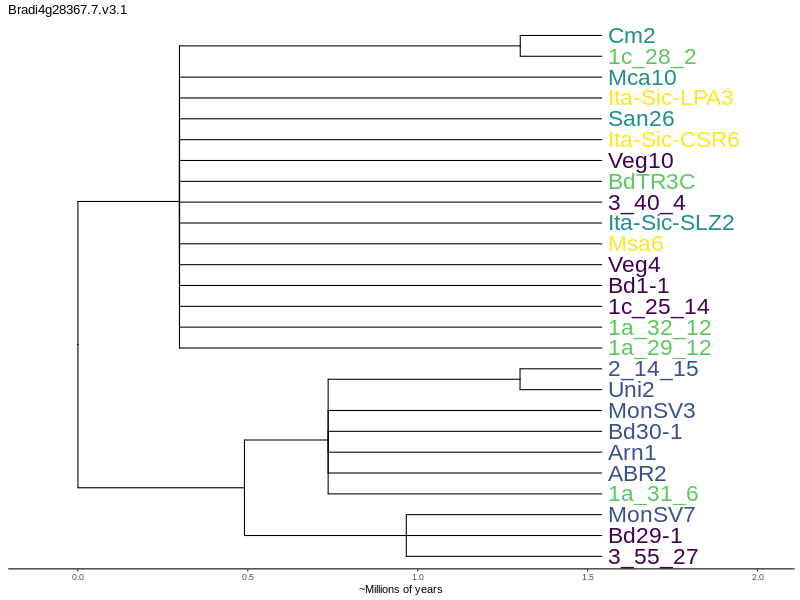 Bradi4g28367.7.v3.1
Cm2
1c_28_2
Mca10
Ita-Sic-LPA3
San26
Ita-Sic-CSR6
Veg10
BdTR3C
3_40_4
Ita-Sic-SLZ2
Msa6
Veg4
Bd1-1
1c_25_14
1a_32_12
1a_29_12
2_14_15
Uni2
MonSV3
Bd30-1
Arn1
ABR2
1a_31_6
MonSV7
Bd29-1
3_55_27
0.0 0.5 1.0 1.5 2.0
~Millions of years